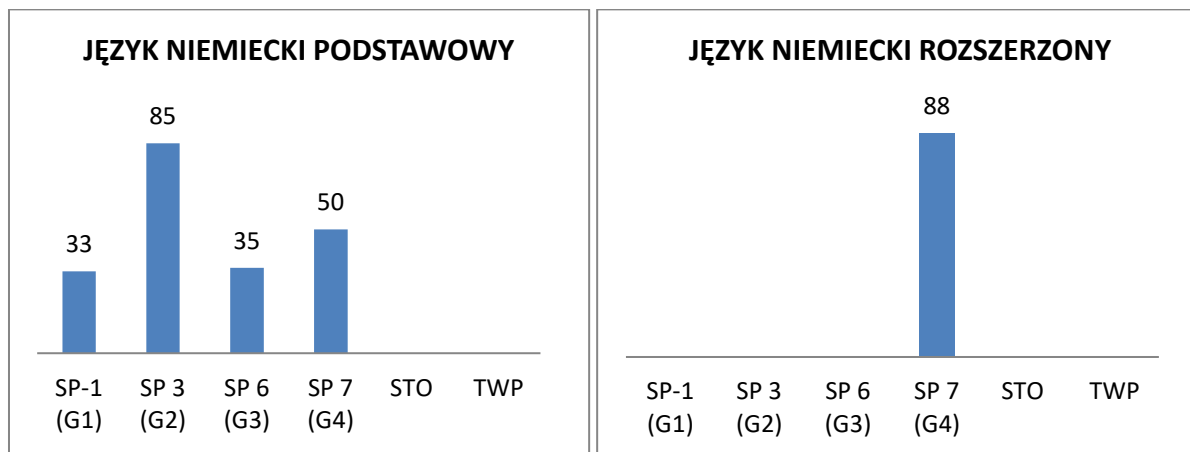 JĘZYK NIEMIECKI PODSTAWOWY
85
50
35
33
SP-1 SP 3 SP 6 SP 7 STO TWP
(G1) (G2) (G3) (G4)
JĘZYK NIEMIECKI ROZSZERZONY
88
SP-1 SP 3 SP 6 SP 7 STO TWP
(G1) (G2) (G3) (G4)